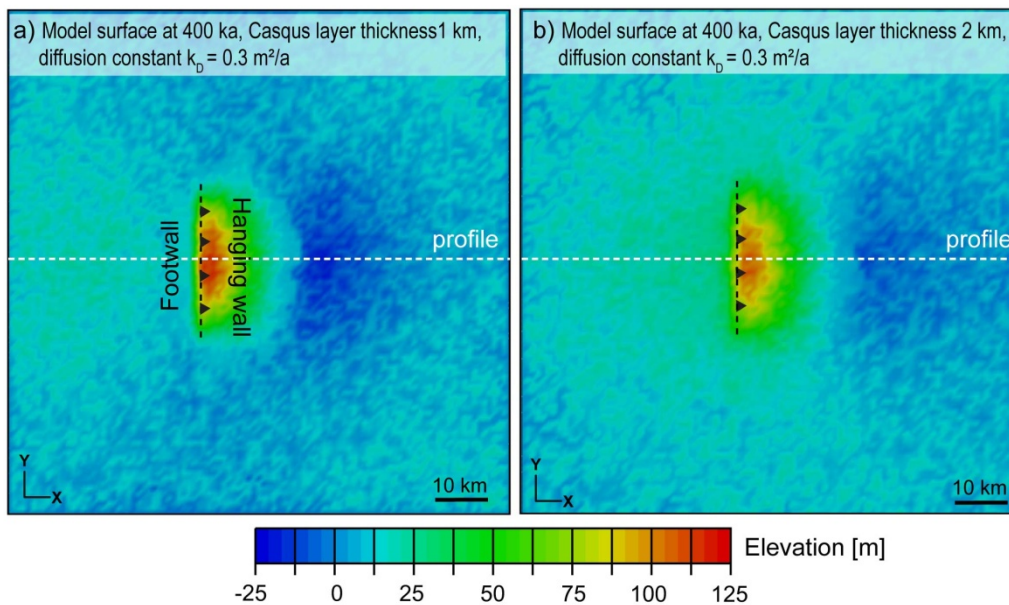 a) Model surface at 400 ka, Casqus layer thickness1 km,
diffusion constant kD = 0.3 m²/a
Footwall
Hanging wall
profile
Y
X
10 km
b) Model surface at 400 ka, Casqus layer thickness 2 km,
diffusion constant kD = 0.3 m²/a
profile
Y
X
10 km
Elevation [m]
-25 0 25 50 75 100 125